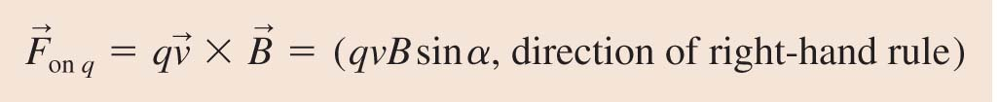 F⃗on q = qv⃗ × B⃗ = (qvB sin α, direction of right-hand rule)